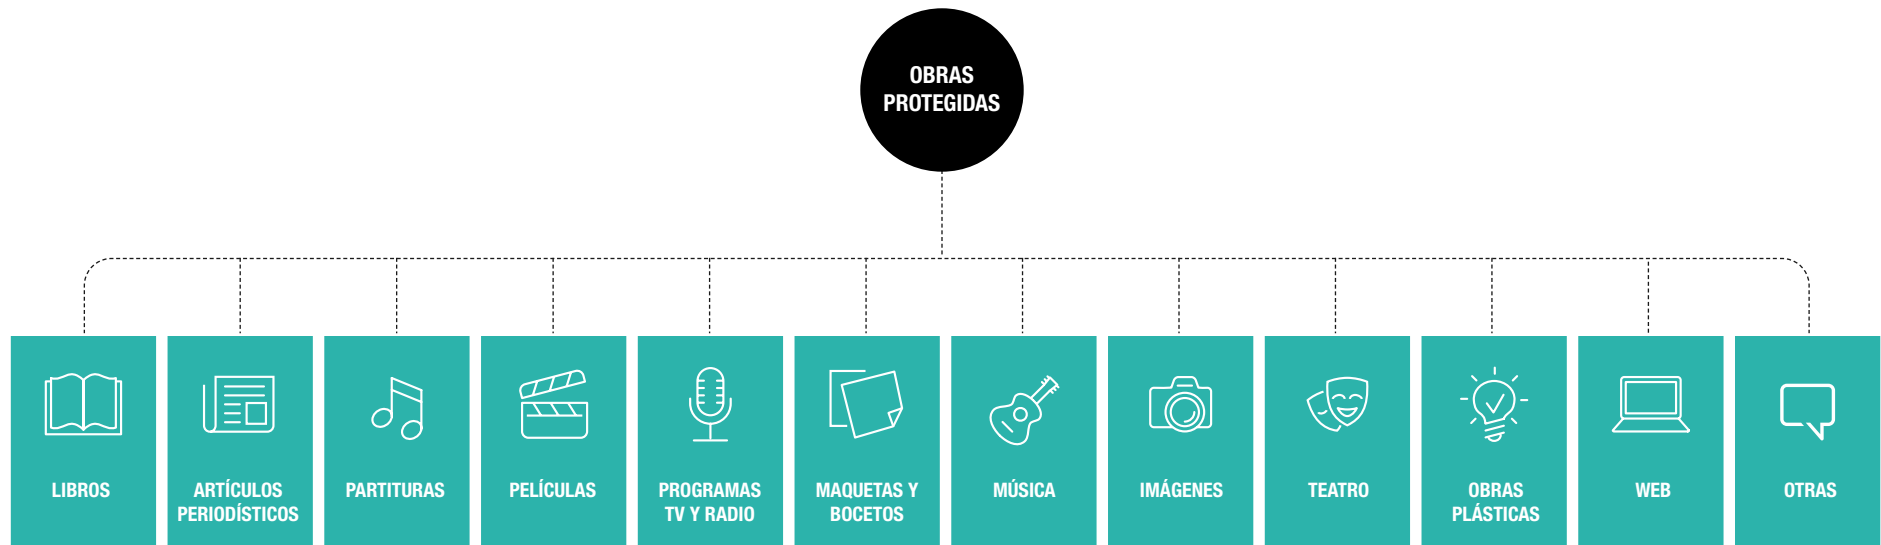 OBRAS
PROTEGIDAS
LIBROS
ARTÍCULOS
PERIODÍSTICOS
PARTITURAS
PELÍCULAS
PROGRAMAS
TV Y RADIO
MAQUETAS Y
BOCETOS
MÚSICA
IMÁGENES
TEATRO
OBRAS
PLÁSTICAS
WEB
OTRAS